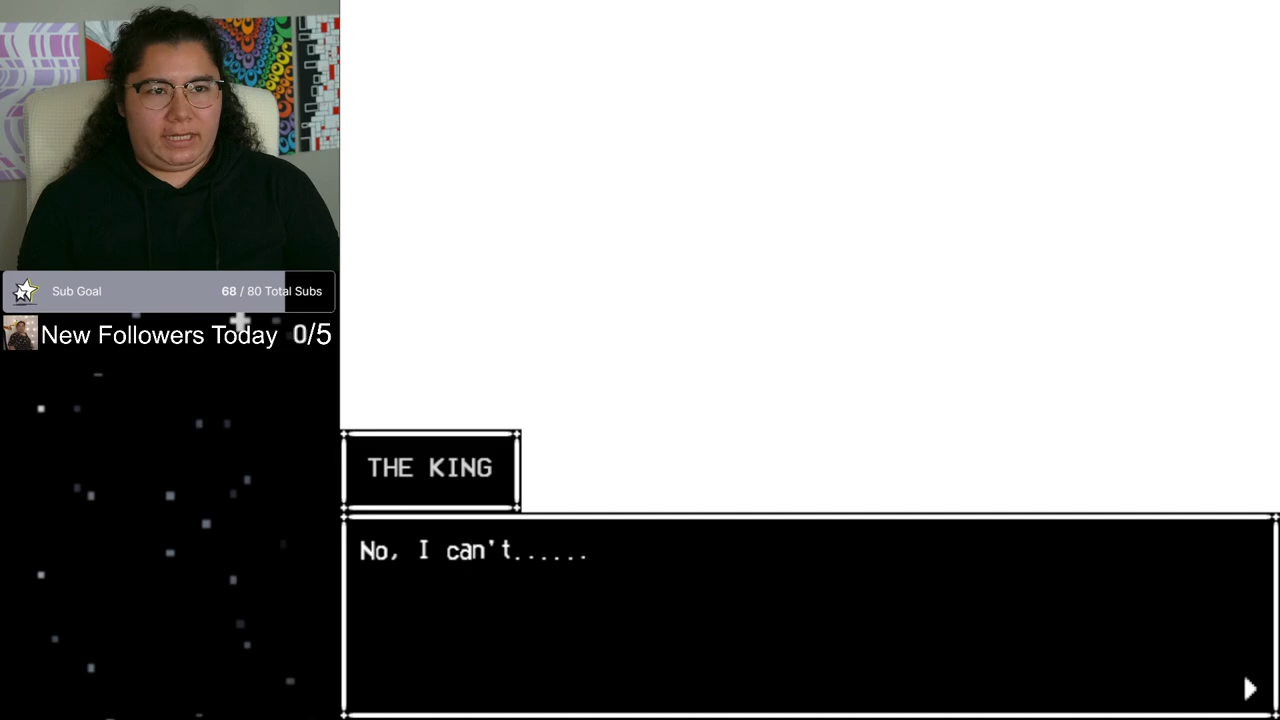 Sub Goal
68 / 80 Total Subs
New Followers Today 0/5
THE KING
No, I can't......